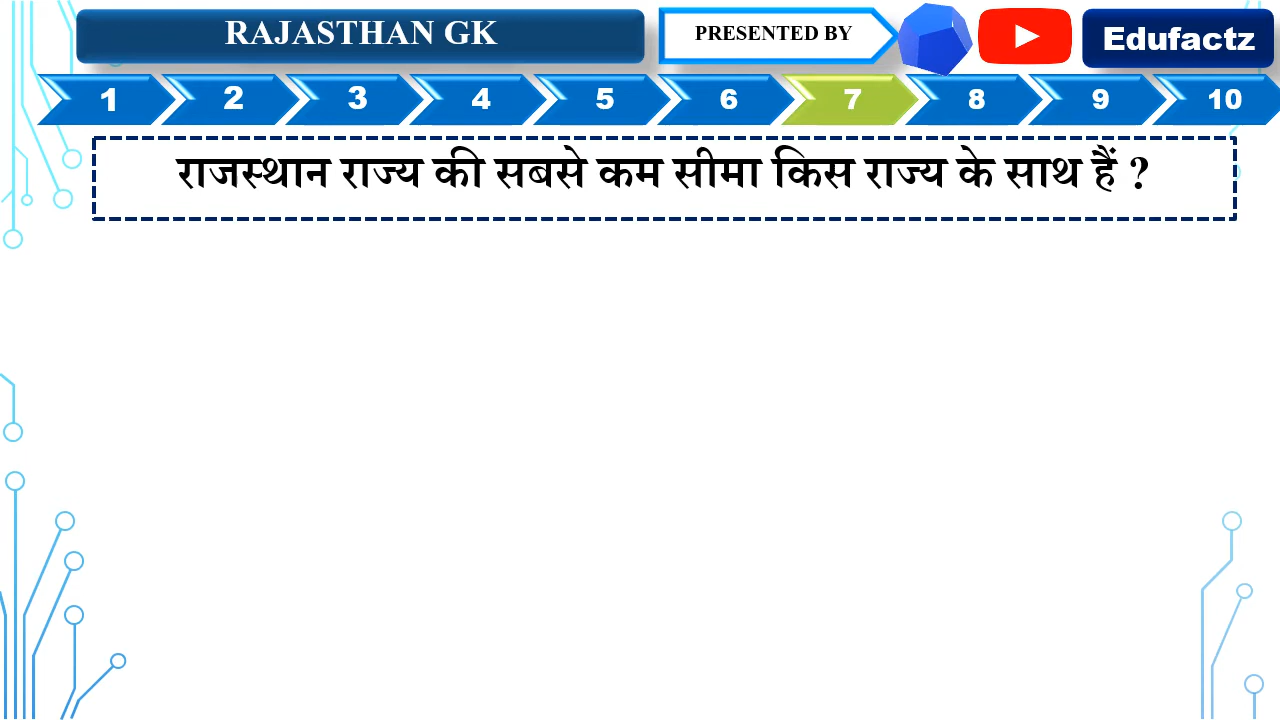 RAJASTHAN GK
PRESENTED BY
Edufactz
1 2 3 4 5 6 7 8 9 10
राजस्थान राज्य की सबसे कम सीमा किस राज्य के साथ हैं ?